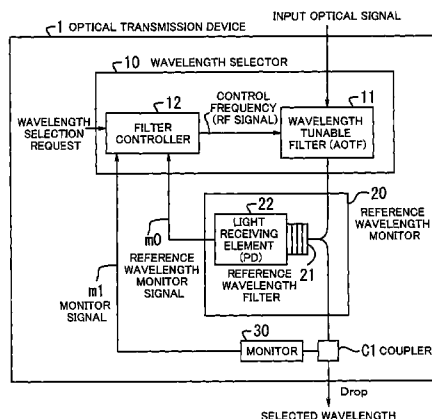 1 OPTICAL TRANSMISSION DEVICE
INPUT OPTICAL SIGNAL
10 WAVELENGTH SELECTOR
12
FILTER
CONTROLLER
CONTROL
FREQUENCY
(RF SIGNAL)
11
WAVELENGTH
TUNABLE
FILTER (AOTF)
WAVELENGTH
SELECTION
REQUEST
20
REFERENCE
WAVELENGTH
MONITOR
22
LIGHT
RECEIVING
ELEMENT
(PD)
21
REFERENCE
WAVELENGTH
FILTER
m0
REFERENCE
WAVELENGTH
MONITOR
SIGNAL
m1
MONITOR
SIGNAL
30
MONITOR
C1 COUPLER
Drop
SELECTED WAVELENGTH